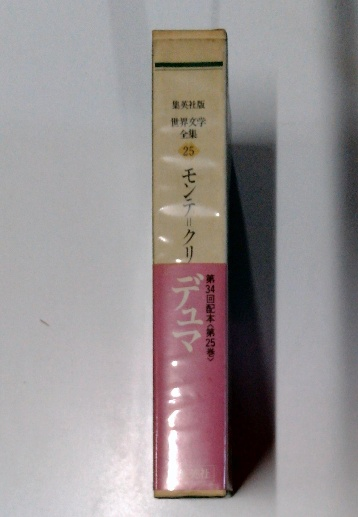 集英社版
世界文学
全集
25
モンテ=クリ
デュマ
第34回配本〈第25巻〉